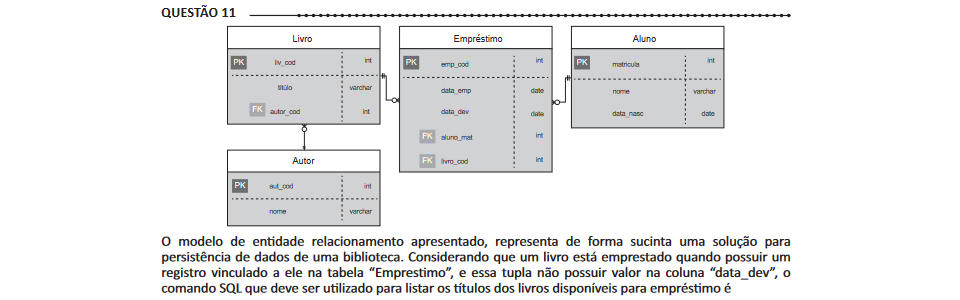 QUESTÃO 11
Livro
PK liv_cod int
título varchar
FK autor_cod int
Empréstimo
PK emp_cod int
data_emp date
data_dev date
FK aluno_mat int
FK livro_cod int
Aluno
PK matricula int
nome varchar
data_nasc date
Autor
PK aut_cod int
nome varchar
O modelo de entidade relacionamento apresentado, representa de forma sucinta uma solução para
persistência de dados de uma biblioteca. Considerando que um livro está emprestado quando possuir um
registro vinculado a ele na tabela “Emprestimo”, e essa tupla não possuir valor na coluna “data_dev”, o
comando SQL que deve ser utilizado para listar os títulos dos livros disponíveis para empréstimo é